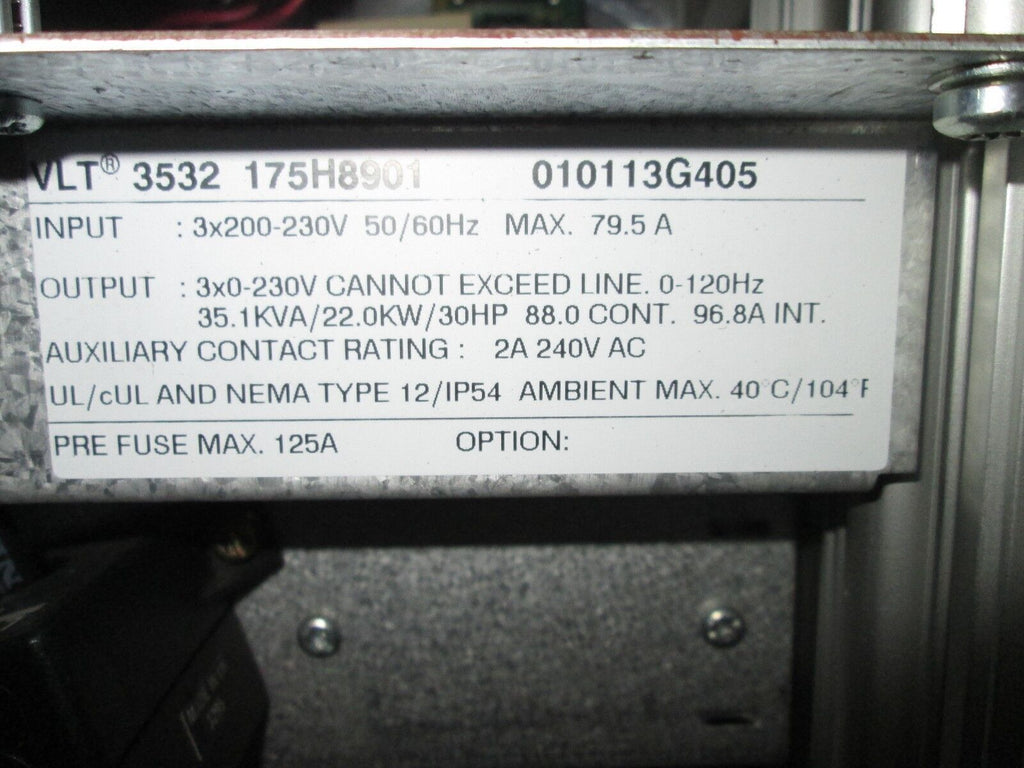 VLT® 3532 175H8901 010113G405
INPUT : 3x200-230V 50/60Hz MAX. 79.5 A
OUTPUT : 3x0-230V CANNOT EXCEED LINE. 0-120Hz
35.1KVA/22.0KW/30HP 88.0 CONT. 96.8A INT.
AUXILIARY CONTACT RATING : 2A 240V AC
UL/cUL AND NEMA TYPE 12/IP54 AMBIENT MAX. 40°C/104°F
PRE FUSE MAX. 125A OPTION: